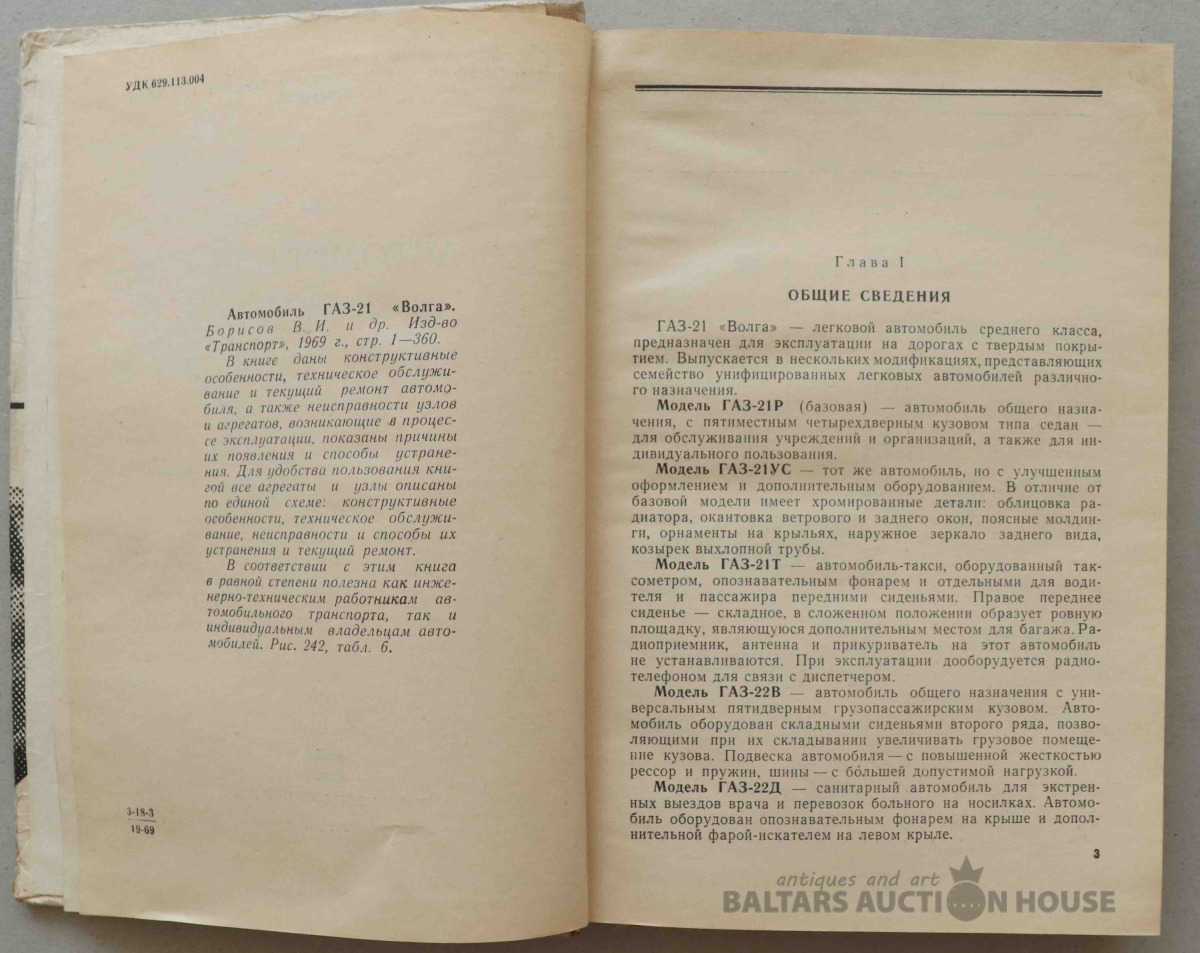 УДК 629.113.004
Автомобиль ГАЗ-21 «Волга».
Борисов В. И. и др. Изд-во
«Транспорт», 1969 г., стр. 1—360.
В книге даны конструктивные
особенности, техническое обслужи-
вание и текущий ремонт автомо-
биля, а также неисправности узлов
и агрегатов, возникающие в процес-
се эксплуатации, показаны причины
их появления и способы устране-
ния. Для удобства пользования кни-
гой все агрегаты и узлы описаны
по единой схеме: конструктивные
особенности, техническое обслужи-
вание, неисправности и способы их
устранения и текущий ремонт.
В соответствии с этим книга
в равной степени полезна как инже-
нерно-техническим работникам ав-
томобильного транспорта, так и
индивидуальным владельцам авто-
мобилей. Рис. 242, табл. 6.
3-18-3
19-69
Глава I
ОБЩИЕ СВЕДЕНИЯ
ГАЗ-21 «Волга» — легковой автомобиль среднего класса,
предназначен для эксплуатации на дорогах с твердым покры-
тием. Выпускается в нескольких модификациях, представляющих
семейство унифицированных легковых автомобилей различно-
го назначения.
Модель ГАЗ-21Р (базовая) — автомобиль общего назна-
чения, с пятиместным четырехдверным кузовом типа седан —
для обслуживания учреждений и организаций, а также для ин-
дивидуального пользования.
Модель ГАЗ-21УС — тот же автомобиль, но с улучшенным
оформлением и дополнительным оборудованием. В отличие от
базовой модели имеет хромированные детали: облицовка ра-
диатора, окантовка ветрового и заднего окон, поясные молдин-
ги, орнаменты на крыльях, наружное зеркало заднего вида,
козырек выхлопной трубы.
Модель ГАЗ-21Т — автомобиль-такси, оборудованный так-
сометром, опознавательным фонарем и отдельными для води-
теля и пассажира передними сиденьями. Правое переднее
сиденье — складное, в сложенном положении образует ровную
площадку, являющуюся дополнительным местом для багажа. Ра-
диоприемник, антенна и прикуриватель на этот автомобиль
не устанавливаются. При эксплуатации дооборудуется радио-
телефоном для связи с диспетчером.
Модель ГАЗ-22В — автомобиль общего назначения с уни-
версальным пятидверным грузопассажирским кузовом. Авто-
мобиль оборудован складными сиденьями второго ряда, позво-
ляющими при их складывании увеличивать грузовое помеще-
ние кузова. Подвеска автомобиля — с повышенной жесткостью
рессор и пружин, шины — с бо́льшей допустимой нагрузкой.
Модель ГАЗ-22Д — санитарный автомобиль для экстрен-
ных выездов врача и перевозок больного на носилках. Автомо-
биль оборудован опознавательным фонарем на крыше и допол-
нительной фарой-искателем на левом крыле.
3
antiques and art
BALTARS AUCTION HOUSE